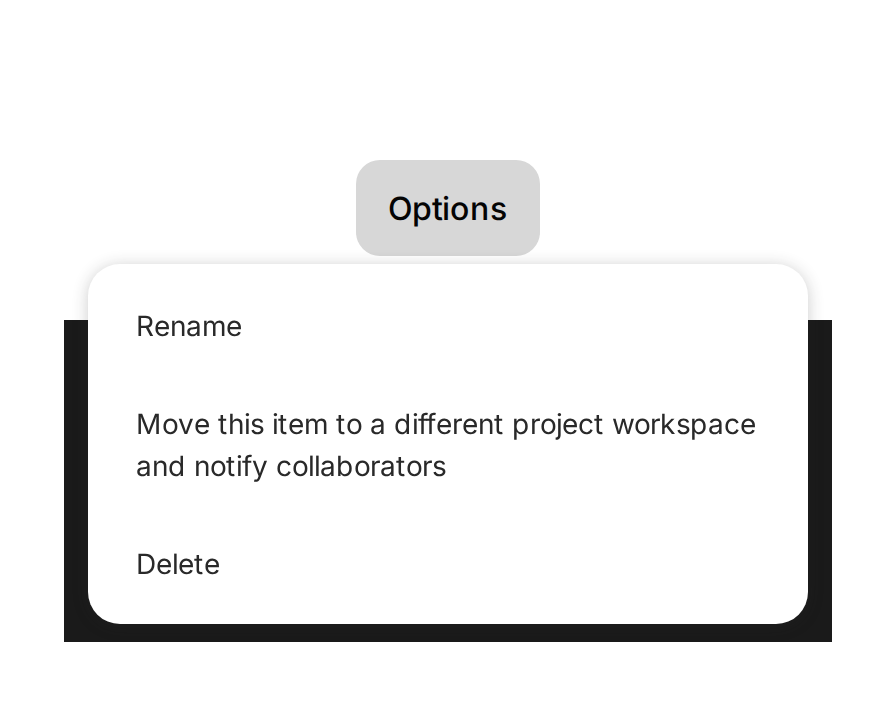 Options
Rename
Move this item to a different project workspace
and notify collaborators
Delete